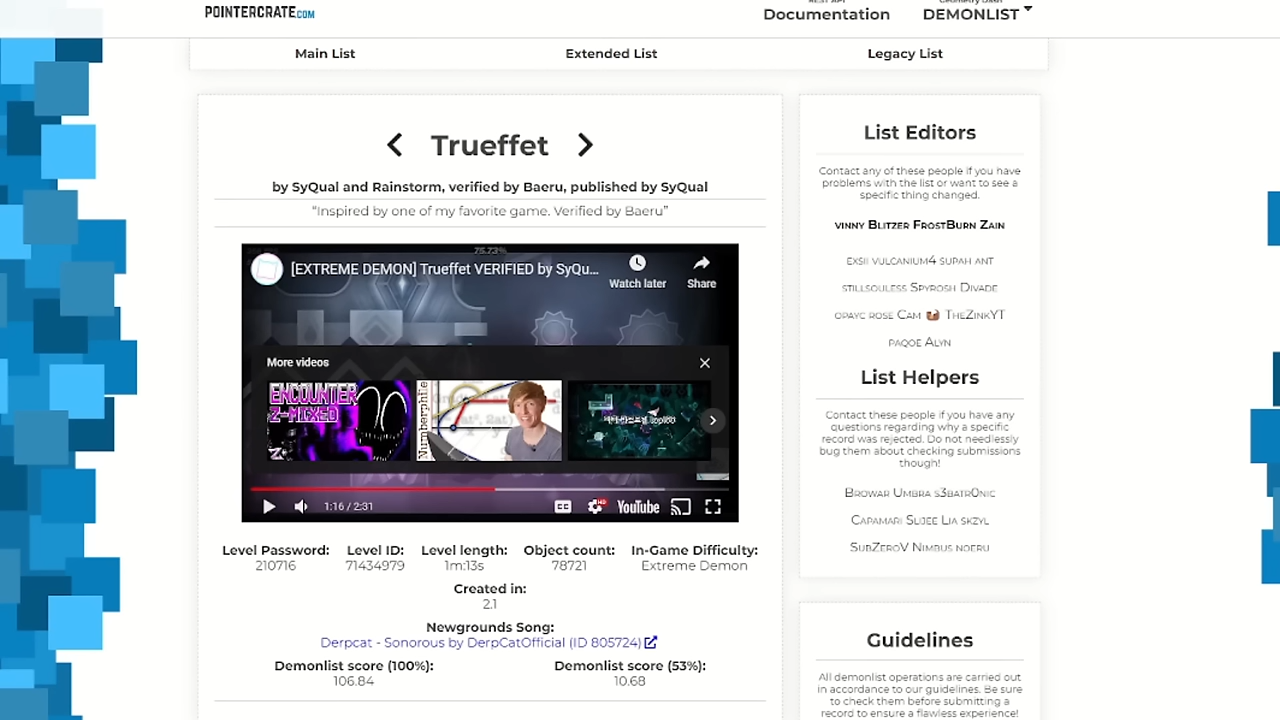 POINTERCRATE.COM
Documentation
Geometry Dash
DEMONLIST
Main List
Extended List
Legacy List
Trueffet
by SyQual and Rainstorm, verified by Baeru, published by SyQual
“Inspired by one of my favorite game. Verified by Baeru”
75.73%
[EXTREME DEMON] Trueffet VERIFIED by SyQu...
Watch later
Share
More videos
ENCOUNTER
Z-MIXED
Numberphile
1:16 / 2:31
CC
HD
YouTube
Level Password:
210716
Level ID:
71434979
Level length:
1m:13s
Object count:
78721
In-Game Difficulty:
Extreme Demon
Created in:
2.1
Newgrounds Song:
Derpcat - Sonorous by DerpCatOfficial (ID 805724)
Demonlist score (100%):
106.84
Demonlist score (53%):
10.68
List Editors
Contact any of these people if you have
problems with the list or want to see a
specific thing changed.
vinny Blitzer FrostBurn Zain
exsii vulcanium4 supah ant
stillsouless Spyrosh Divade
opayc rose Cam 🐌 TheZinkYT
paqoe Alyn
List Helpers
Contact these people if you have any
questions regarding why a specific
record was rejected. Do not needlessly
bug them about checking submissions
though!
Browar Umbra s3batr0nic
Capamari Slijee Lia skzyl
SubZeroV Nimbus noeru
Guidelines
All demonlist operations are carried out
in accordance to our guidelines. Be sure
to check them before submitting a
record to ensure a flawless experience!